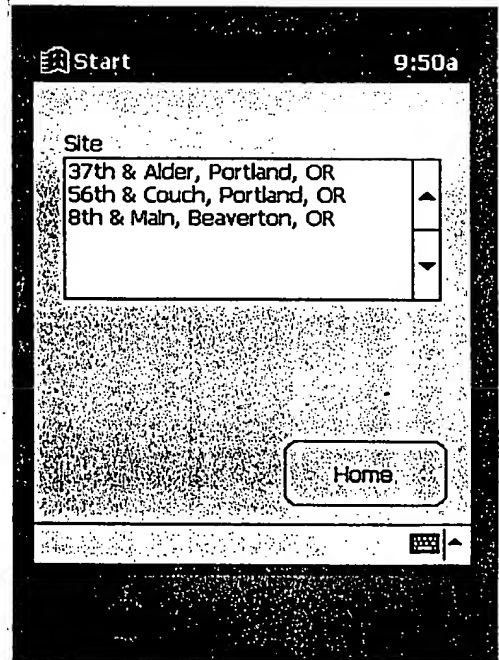 Start 9:50a
Site
37th & Alder, Portland, OR
56th & Couch, Portland, OR
8th & Main, Beaverton, OR
Home